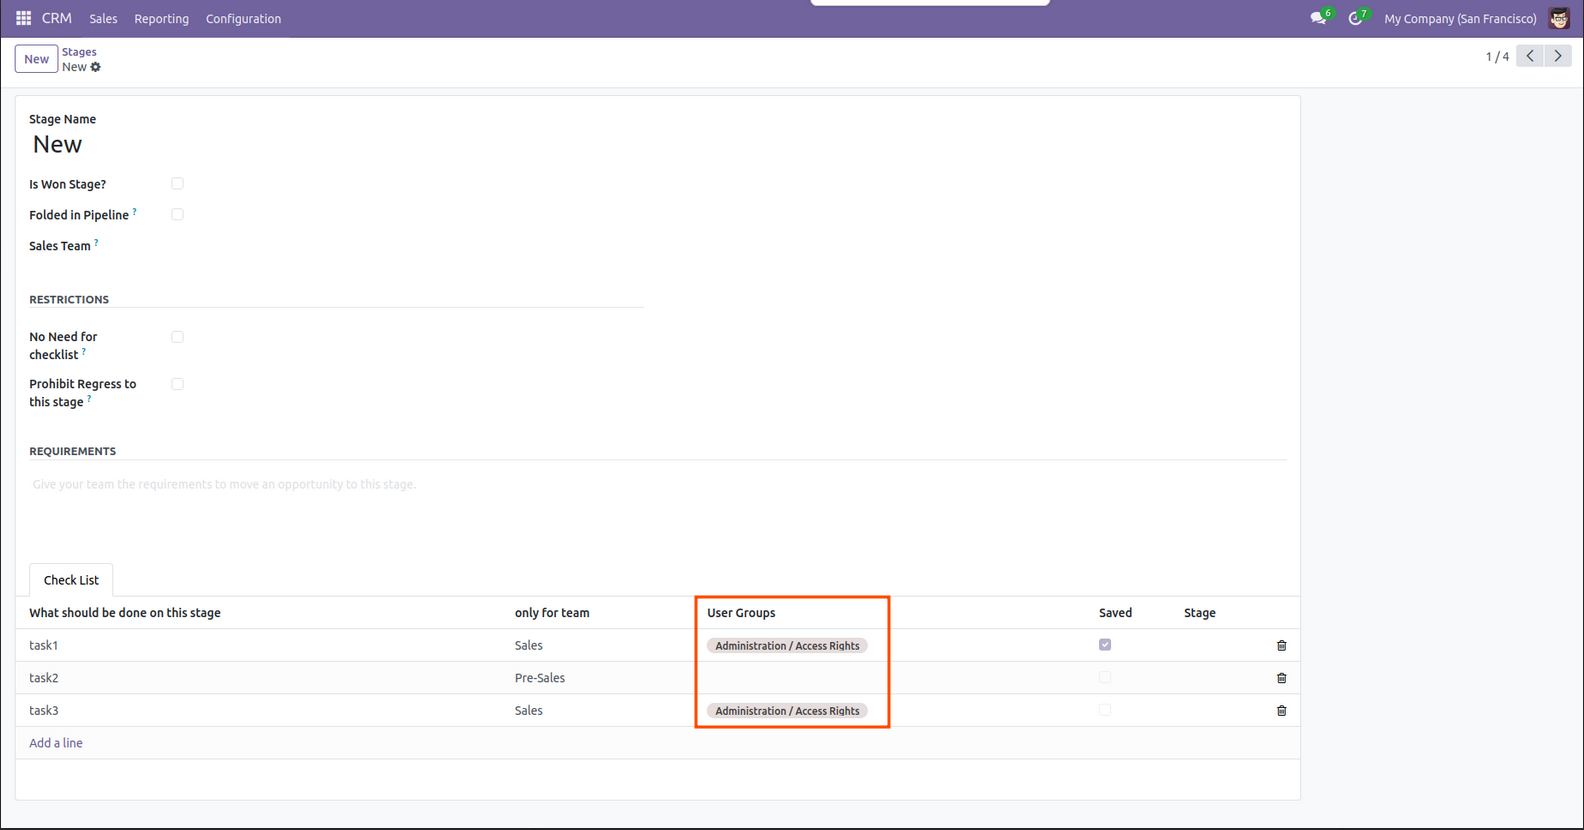 CRM Sales Reporting Configuration 6 7 My Company (San Francisco)
New Stages
New 1 / 4
Stage Name
New
Is Won Stage?
Folded in Pipeline ?
Sales Team ?
RESTRICTIONS
No Need for
checklist ?
Prohibit Regress to
this stage ?
REQUIREMENTS
Give your team the requirements to move an opportunity to this stage.
Check List
What should be done on this stage only for team User Groups Saved Stage
task1 Sales Administration / Access Rights
task2 Pre-Sales
task3 Sales Administration / Access Rights
Add a line